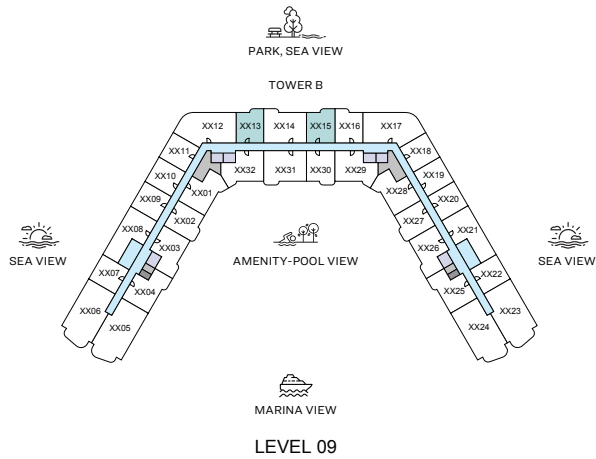 PARK, SEA VIEW
TOWER B
XX12
XX13
XX14
XX15
XX16
XX17
XX11
XX18
XX10
XX01
XX32
XX31
XX30
XX29
XX28
XX19
XX09
XX02
XX27
XX20
XX08
XX03
XX26
XX21
SEA VIEW
AMENITY-POOL VIEW
SEA VIEW
XX07
XX04
XX25
XX22
XX06
XX05
XX24
XX23
MARINA VIEW
LEVEL 09